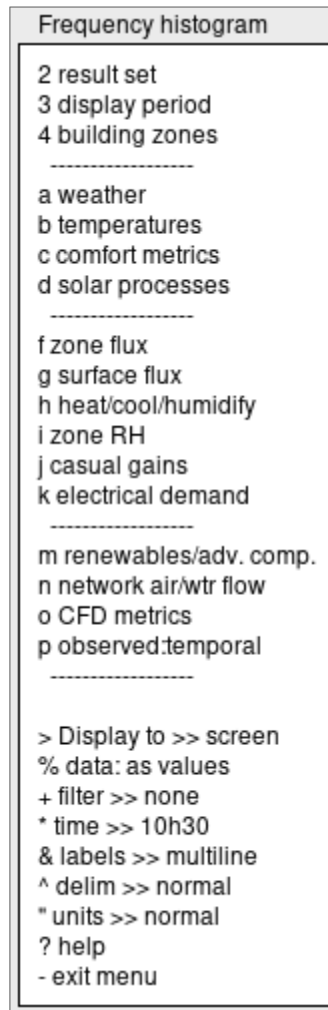 Frequency histogram
2 result set
3 display period
4 building zones
------------------
a weather
b temperatures
c comfort metrics
d solar processes
------------------
f zone flux
g surface flux
h heat/cool/humidify
i zone RH
j casual gains
k electrical demand
------------------
m renewables/adv. comp.
n network air/wtr flow
o CFD metrics
p observed:temporal
------------------
> Display to >> screen
% data: as values
+ filter >> none
* time >> 10h30
& labels >> multiline
^ delim >> normal
" units >> normal
? help
- exit menu